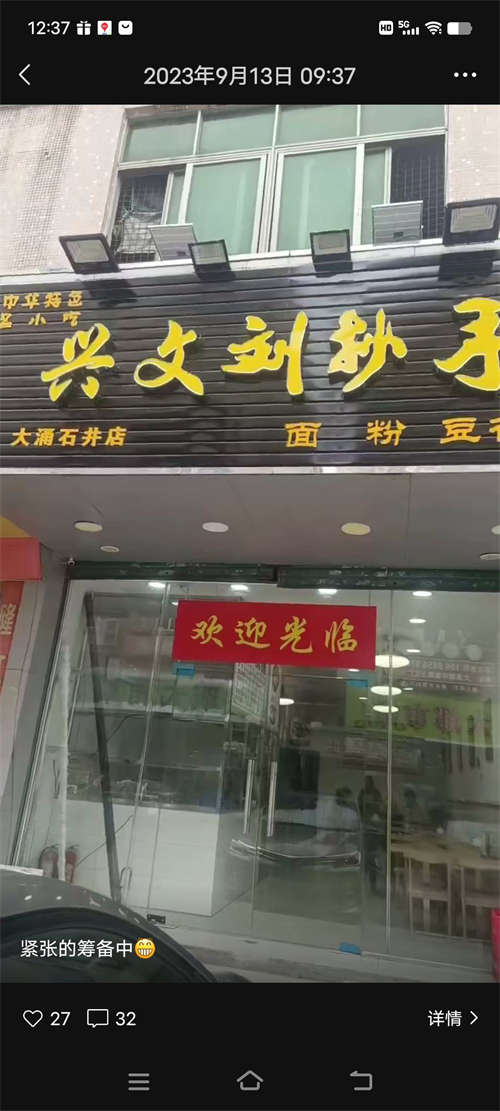 12:37
HD 5G
2023年9月13日 09:37
中华特色
名小吃
兴文刘抄手
大涌石井店
面 粉 豆
欢迎光临
紧张的筹备中😁
27 32 详情